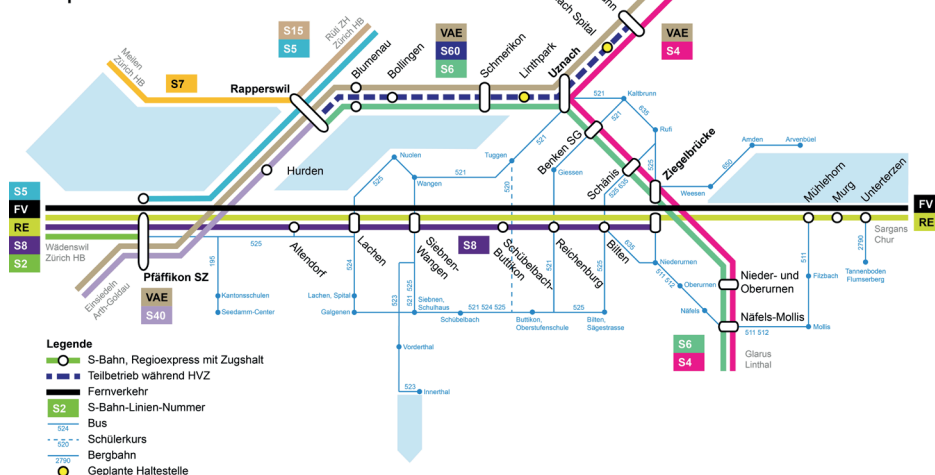 S15
S5
Rüti ZH
Zürich HB
VAE
S60
S6
VAE
S4
ach Spital
Meilen
Zürich HB
S7
Rapperswil
Blumenau
Bollingen
Schmerikon
Linthpark
Uznach
521
Kaltbrunn
635
521
Rufi
Benken SG
Ziegelbrücke
Nuolen
Tuggen
521
525
521
Wangen
520
Giessen
Schänis
525 635
525
Amden
Arvenbüel
650
Weesen
Mühlehorn
Murg
Unterterzen
Hurden
S5
FV
RE
S8
S2
Wädenswil
Zürich HB
FV
RE
Sargans
Chur
525
Altendorf
Lachen
Siebnen-
Wangen
S8
Schübelbach-
Buttikon
Reichenburg
Bilten
635
Niederurnen
Pfäffikon SZ
Einsiedeln
Arth-Goldau
VAE
S40
195
Kantonsschulen
Seedamm-Center
524
Lachen, Spital
Galgenen
523
521 525
Siebnen,
Schulhaus
521 524 525
Schübelbach
Buttikon,
Oberstufenschule
521
525
525
Bilten,
Sägestrasse
511 512
Oberurnen
Näfels
Nieder- und
Oberurnen
Näfels-Mollis
511 512
Mollis
511
Filzbach
2790
Tannenboden
Flumserberg
Vorderthal
523
Innerthal
S6
S4
Glarus
Linthal
Legende
S-Bahn, Regioexpress mit Zugshalt
Teilbetrieb während HVZ
Fernverkehr
S2
S-Bahn-Linien-Nummer
Bus
524
Schülerkurs
520
Bergbahn
2790
Geplante Haltestelle